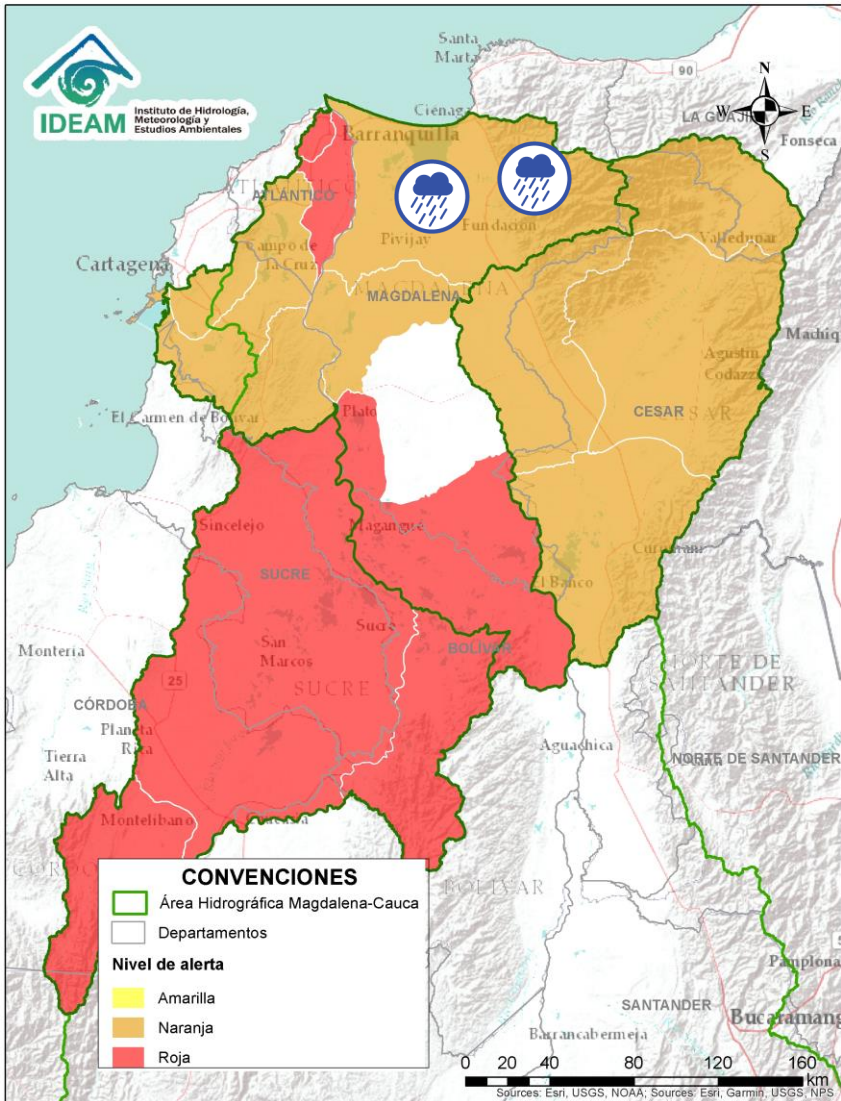 IDEAM
Instituto de Hidrología,
Meteorología y
Estudios Ambientales
Santa
Marta
90
N
W
E
S
LA GUAJI
Ciénaga
Fonseca
Barranquilla
ATLÁNTICO
Fundación
Valledupar
Pivijay
Campo de
la Cruz
Cartagena
MAGDALENA
Machiq
Agustín
Codazzi
El Carmen de Bolívar
Plato
CESAR
Sincelejo
Magangué
Curumaní
SUCRE
El Banco
Sucre
Montería
San
Marcos
BOLÍVAR
NORTE DE
SANTANDER
25
SUCRE
CÓRDOBA
Planeta
Rica
Tierra
Alta
Aguachica
NORTE DE SANTANDER
Montelíbano
Caucasia
BOLÍVAR
CONVENCIONES
Área Hidrográfica Magdalena-Cauca
Departamentos
Nivel de alerta
Amarilla
Naranja
Roja
Pamplona
SANTANDER
Bucaramang
Barrancabermeja
0 20 40 80 120 160
km
Sources: Esri, USGS, NOAA; Sources: Esri, Garmin, USGS, NPS